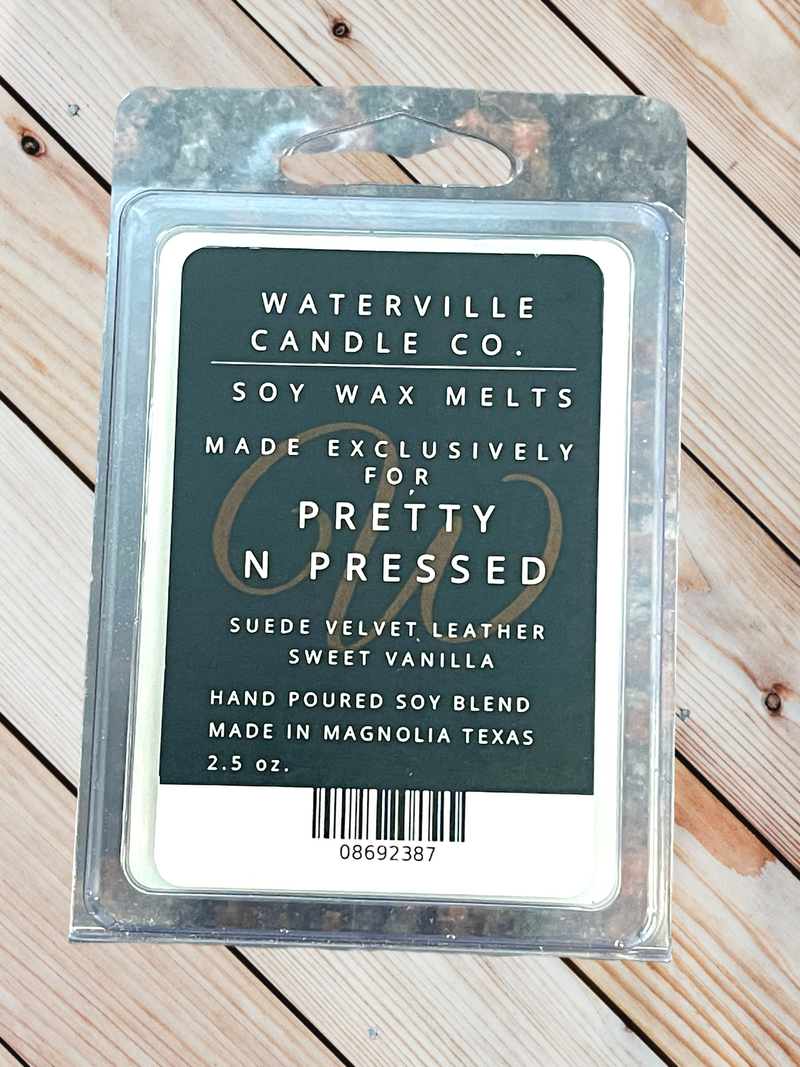 WATERVILLE
CANDLE CO.
SOY WAX MELTS
MADE EXCLUSIVELY
FOR
PRETTY
N PRESSED
SUEDE VELVET LEATHER
SWEET VANILLA
HAND POURED SOY BLEND
MADE IN MAGNOLIA TEXAS
2.5 oz.
08692387